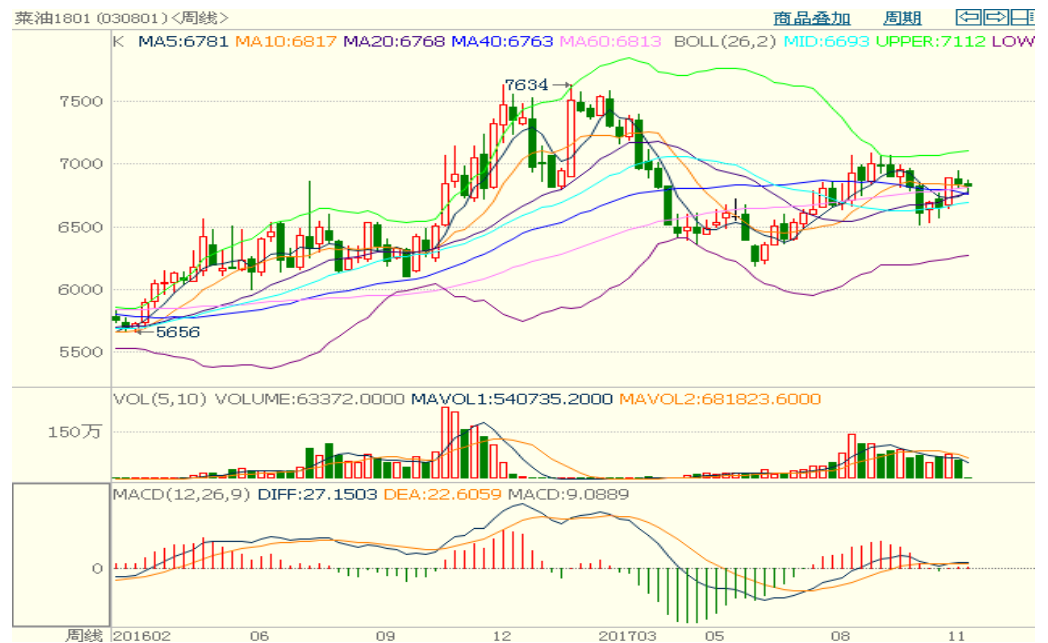 菜油1801 (030801)<周线> 商品叠加 周期
K MA5:6781 MA10:6817 MA20:6768 MA40:6763 MA60:6813 BOLL(26,2) MID:6693 UPPER:7112 LOW
7634
7500
7000
6500
6000
5656
5500
VOL(5,10) VOLUME:63372.0000 MAVOL1:540735.2000 MAVOL2:681823.6000
150万
MACD(12,26,9) DIFF:27.1503 DEA:22.6059 MACD:9.0889
0
周线 201602 06 09 12 201703 05 08 11